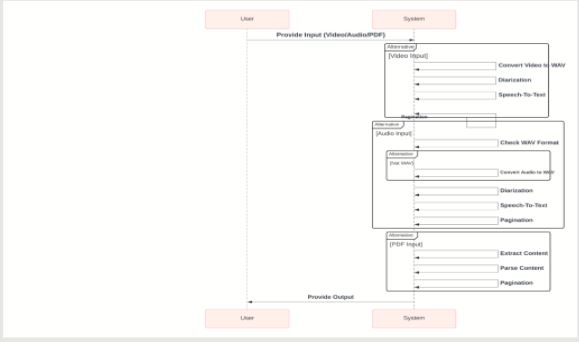 User
System
Provide Input (Video/Audio/PDF)
Alternative
[Video Input]
Convert Video to WAV
Diarization
Speech-To-Text
Pagination
Alternative
[Audio Input]
Check WAV Format
Alternative
[Not WAV]
Convert Audio to WAV
Diarization
Speech-To-Text
Pagination
Alternative
[PDF Input]
Extract Content
Parse Content
Pagination
Provide Output
User
System